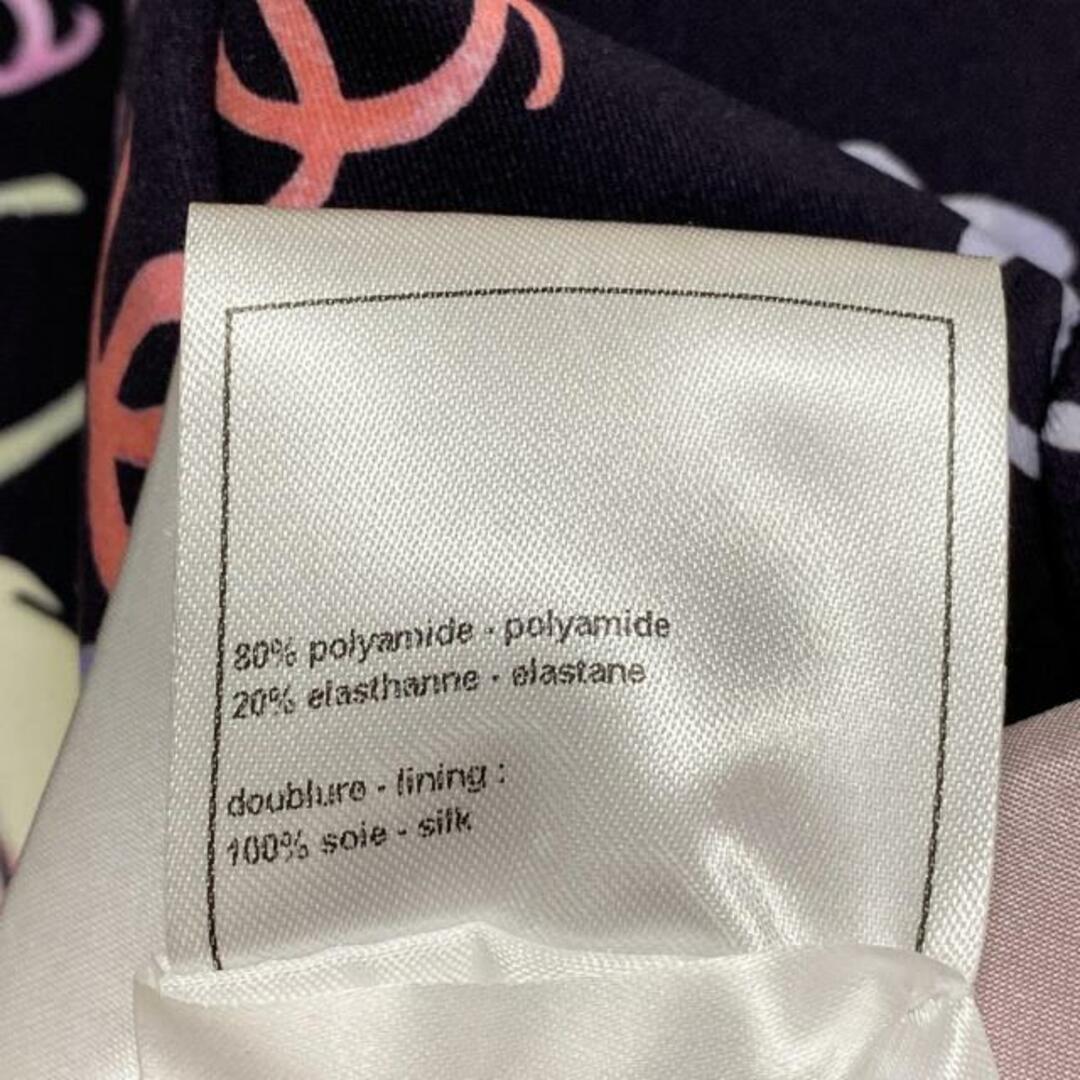 80% polyamide - polyamide
20% elasthanne - elastane
doublure - lining :
100% soie - silk